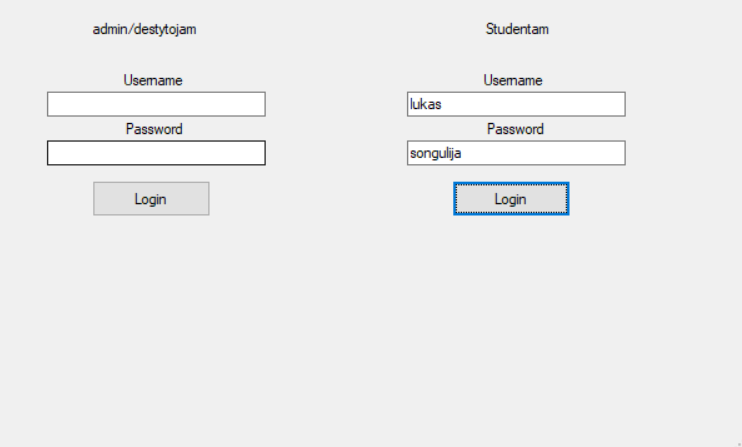 admin/destytojam
Username
Password
Login
Studentam
Username
lukas
Password
songulija
Login